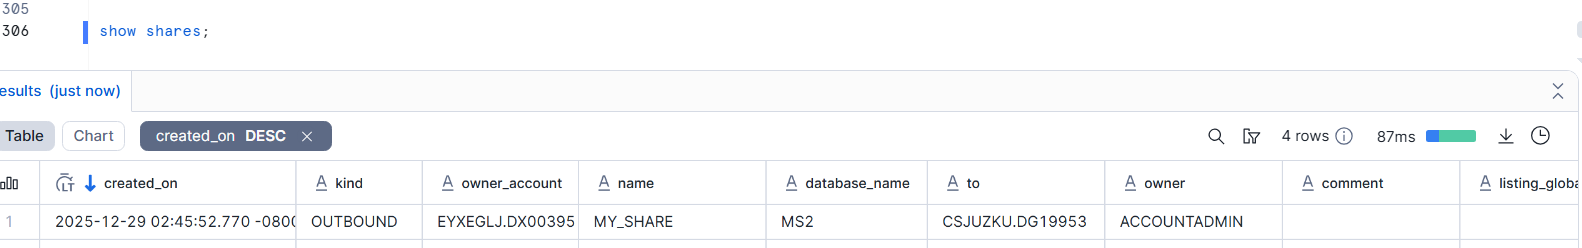 305
306 show shares;
esults (just now)
Table Chart created_on DESC × 4 rows 87ms
created_on kind owner_account name database_name to owner comment listing_globa
1 2025-12-29 02:45:52.770 -0800 OUTBOUND EYXEGLJ.DX00395 MY_SHARE MS2 CSJUZKU.DG19953 ACCOUNTADMIN